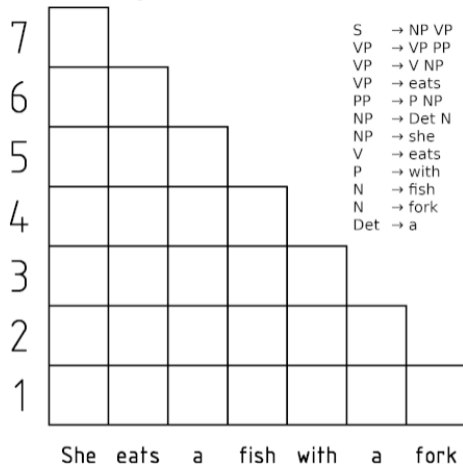 7
6
5
4
3
2
1
She eats a fish with a fork
S → NP VP
VP → VP PP
VP → V NP
VP → eats
PP → P NP
NP → Det N
NP → she
V → eats
P → with
N → fish
N → fork
Det → a